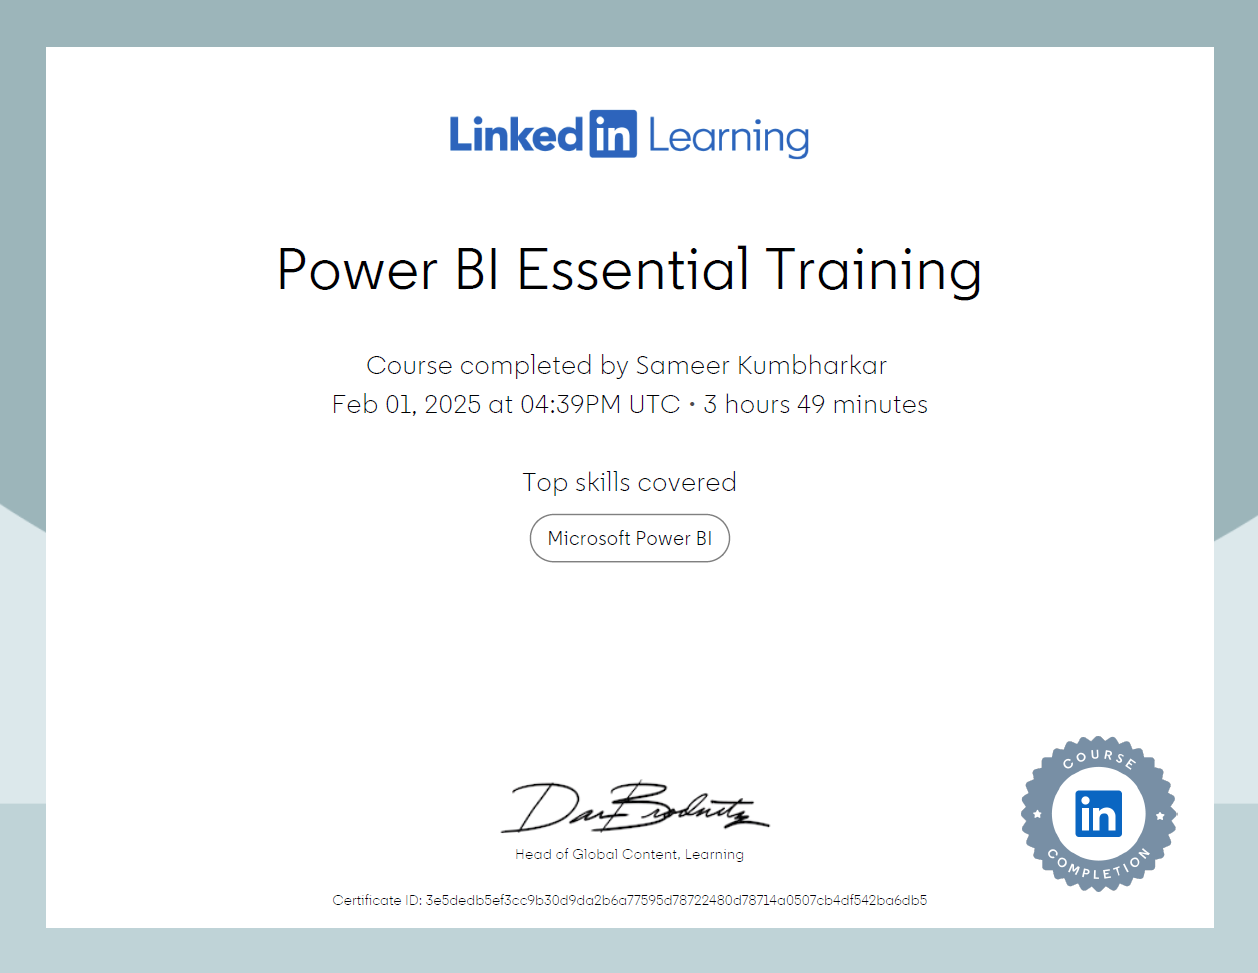 LinkedIn Learning
Power BI Essential Training
Course completed by Sameer Kumbharkar
Feb 01, 2025 at 04:39PM UTC • 3 hours 49 minutes
Top skills covered
Microsoft Power BI
Dan Brodnitz
Head of Global Content, Learning
Certificate ID: 3e5dedb5ef3cc9b30d9da2b6a77595d78722480d78714a0507cb4df542ba6db5
COURSE
in
COMPLETION